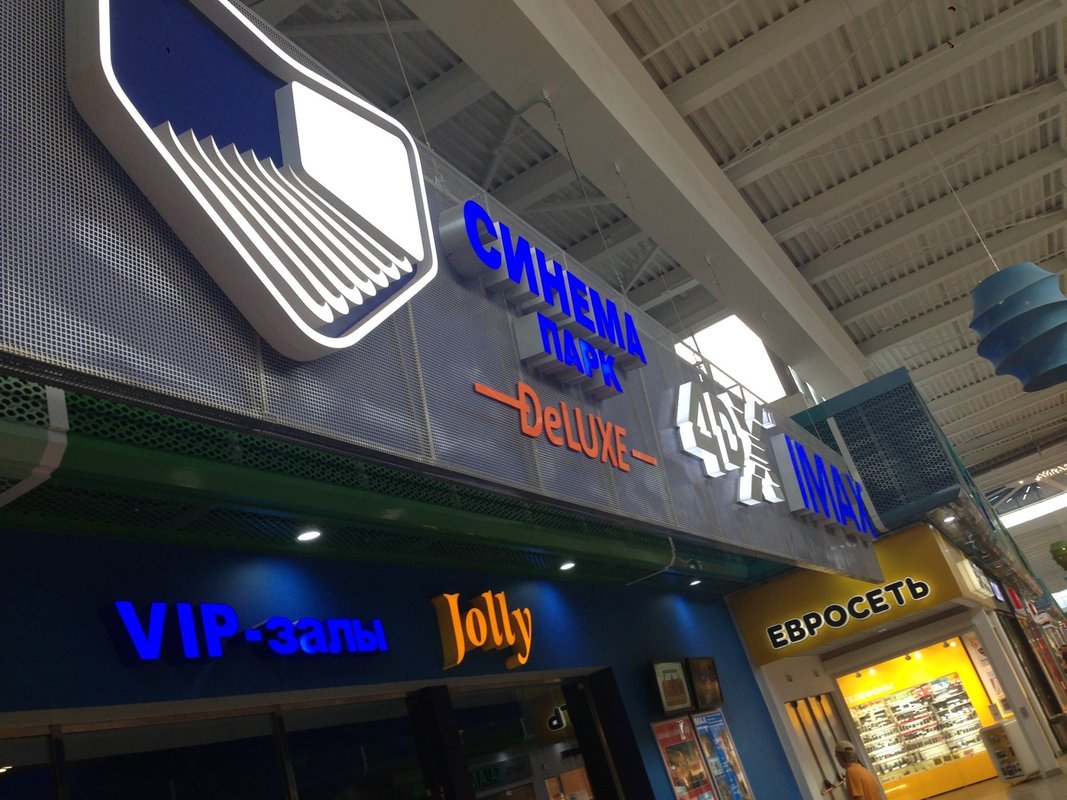 СИНЕМА
ПАРК
DeLUXE
4DX
IMAX
VIP-залы
Jolly
ЕВРОСЕТЬ